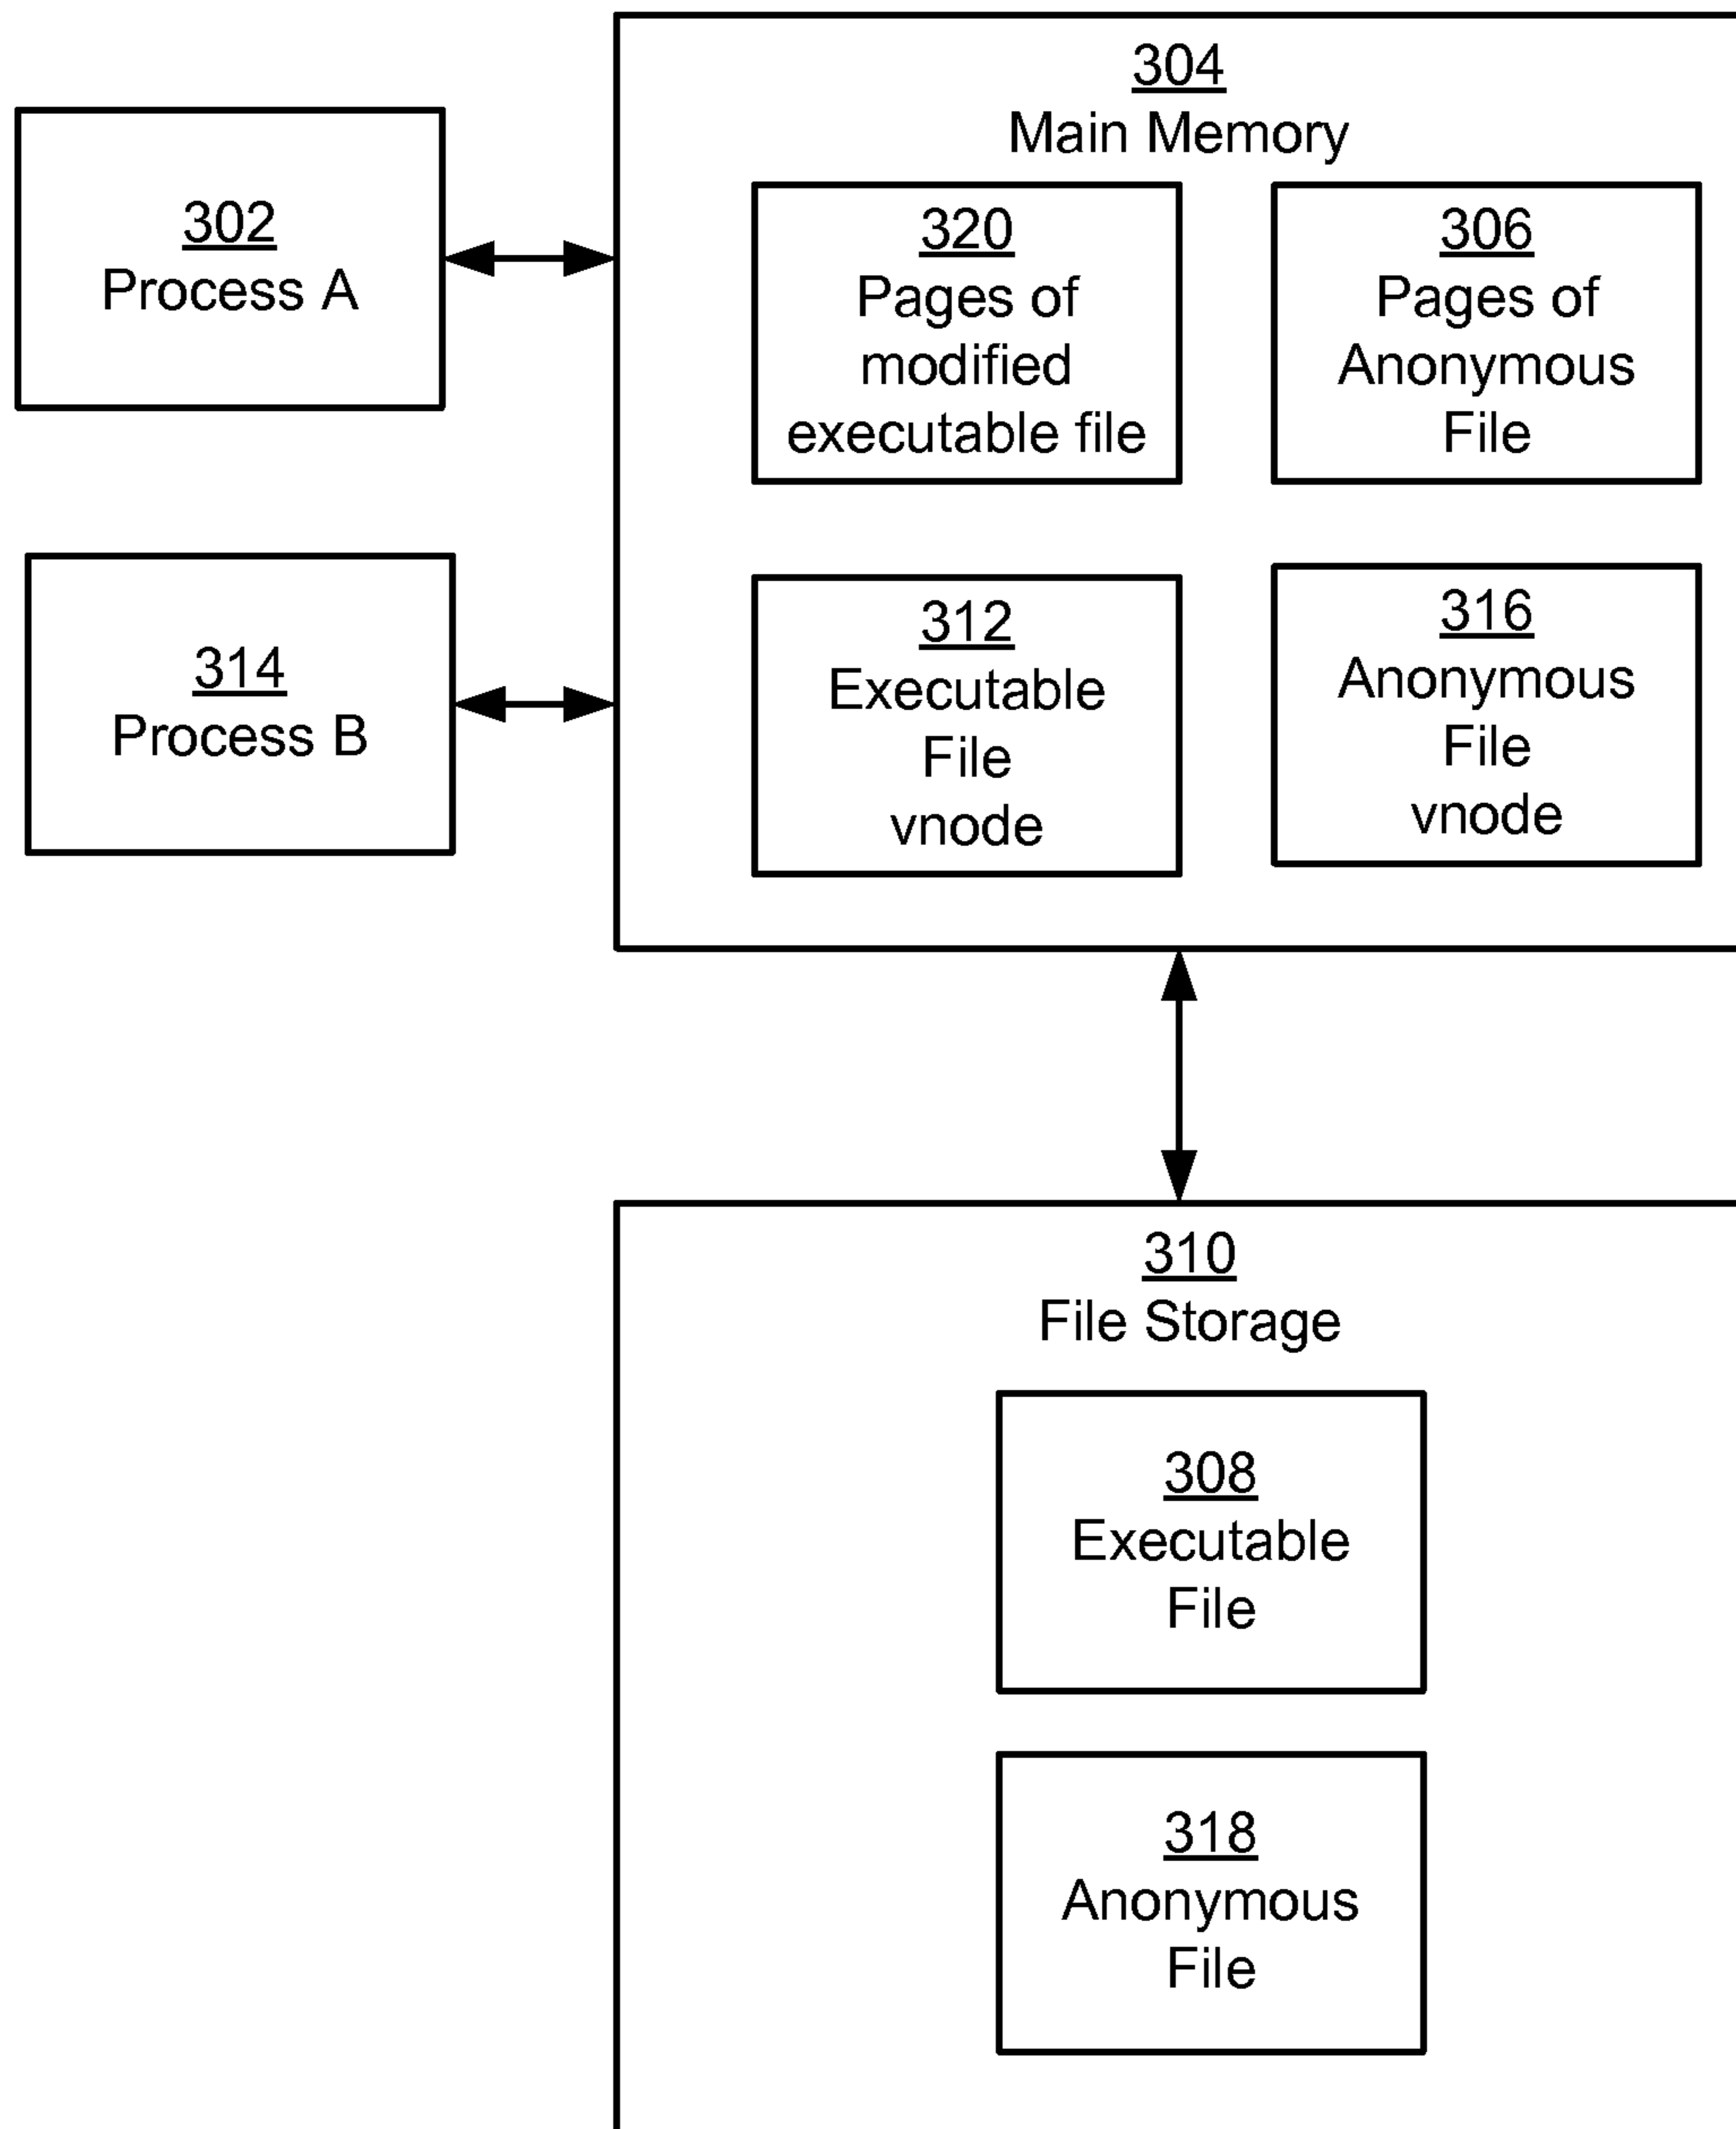 304
Main Memory
302
Process A
320
Pages of
modified
executable file
306
Pages of
Anonymous
File
314
Process B
312
Executable
File
vnode
316
Anonymous
File
vnode
310
File Storage
308
Executable
File
318
Anonymous
File